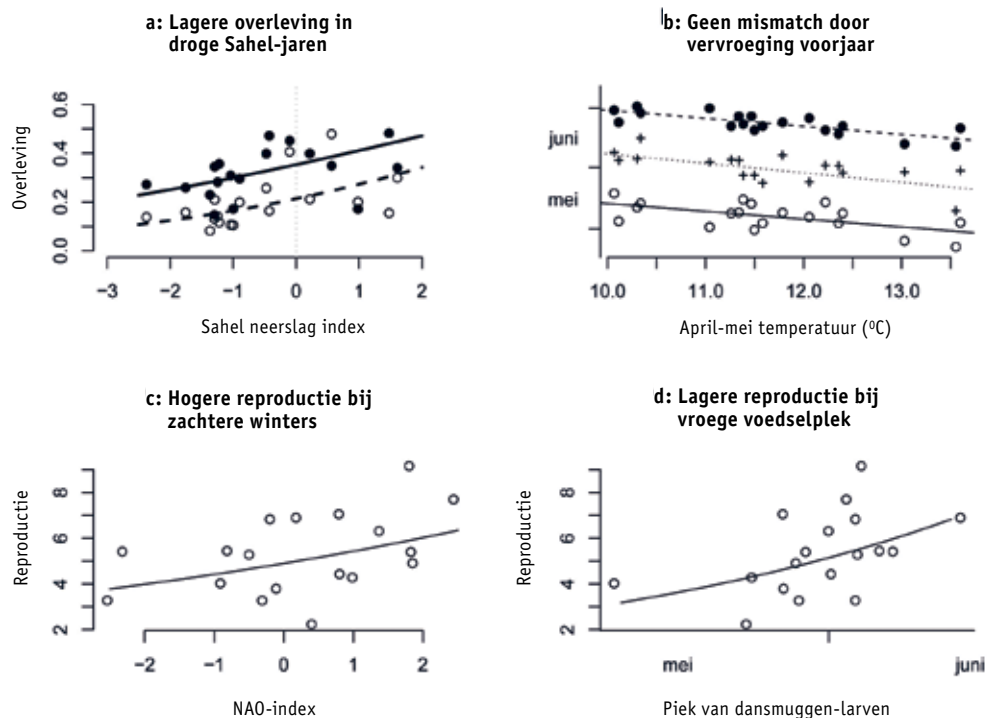 a: Lagere overleving in
droge Sahel-jaren
Overleving
0.6
0.4
0.2
0.0
−3 −2 −1 0 1 2
Sahel neerslag index
b: Geen mismatch door
vervroeging voorjaar
juni
mei
10.0 11.0 12.0 13.0
April-mei temperatuur (ºC)
c: Hogere reproductie bij
zachtere winters
Reproductie
8
6
4
2
−2 −1 0 1 2
NAO-index
d: Lagere reproductie bij
vroege voedselplek
Reproductie
8
6
4
2
mei juni
Piek van dansmuggen-larven